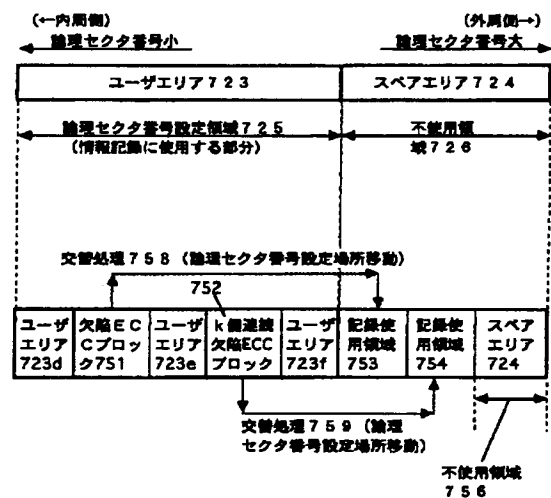 (←内周側)
(外周側→)
論理セクタ番号小
論理セクタ番号大
ユーザエリア７２３
スペアエリア７２４
論理セクタ番号設定領域７２５
(情報記録に使用する部分)
不使用領
域７２６
交替処理７５８（論理セクタ番号設定場所移動）
752
ユーザ
エリア
723d
欠陥ＥＣ
Ｃブロッ
ク7S1
ユーザ
エリア
723e
k個連続
欠陥ECC
ブロック
ユーザ
エリア
723f
記録使
用領域
753
記録使
用領域
754
スペア
エリア
724
交替処理７５９（論理
セクタ番号設定場所移動）
不使用領域
７５６